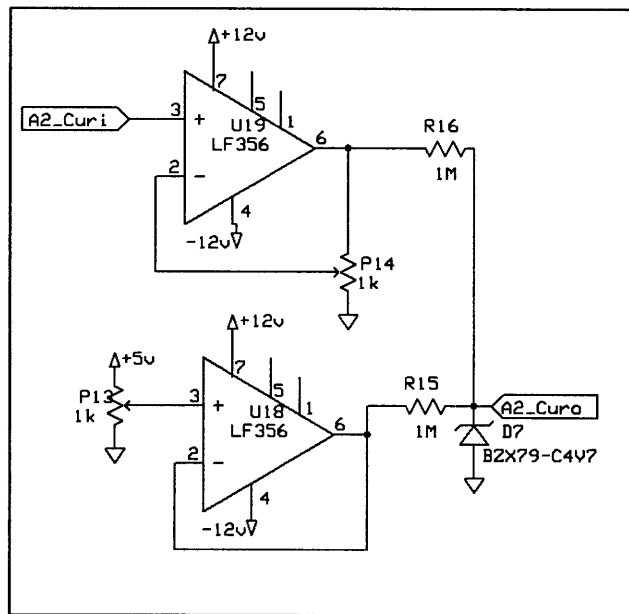 +12v
7
A2_Curi
3
+
5
U19
1
LF356
6
R16
1M
2
-
4
-12v
P14
1k
+12v
+5v
7
P13
1k
3
+
5
U18
1
LF356
6
R15
1M
A2_Curo
D7
BZX79-C4V7
2
-
4
-12v